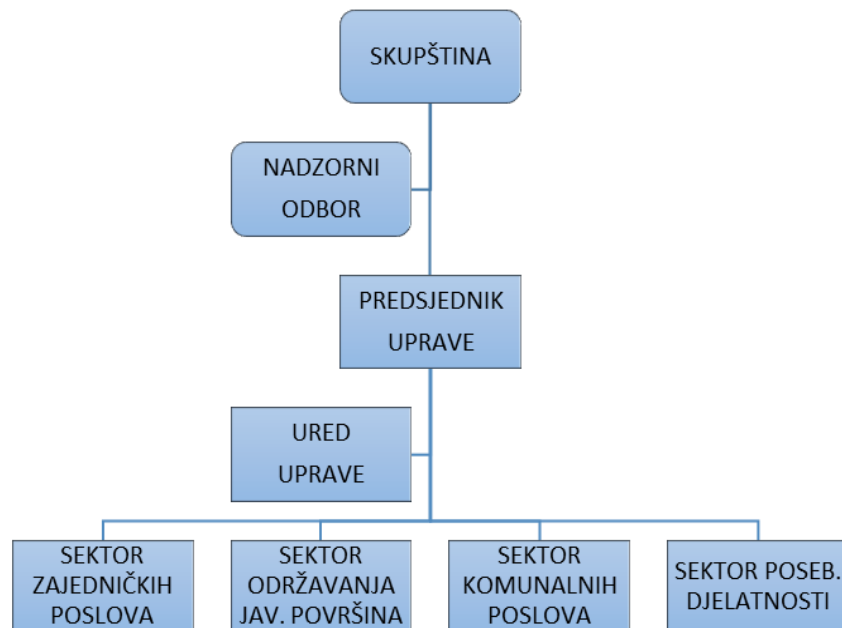 SKUPŠTINA
NADZORNI
ODBOR
PREDSJEDNIK
UPRAVE
URED
UPRAVE
SEKTOR
ZAJEDNIČKIH
POSLOVA
SEKTOR
ODRŽAVANJA
JAV. POVRŠINA
SEKTOR
KOMUNALNIH
POSLOVA
SEKTOR POSEB.
DJELATNOSTI